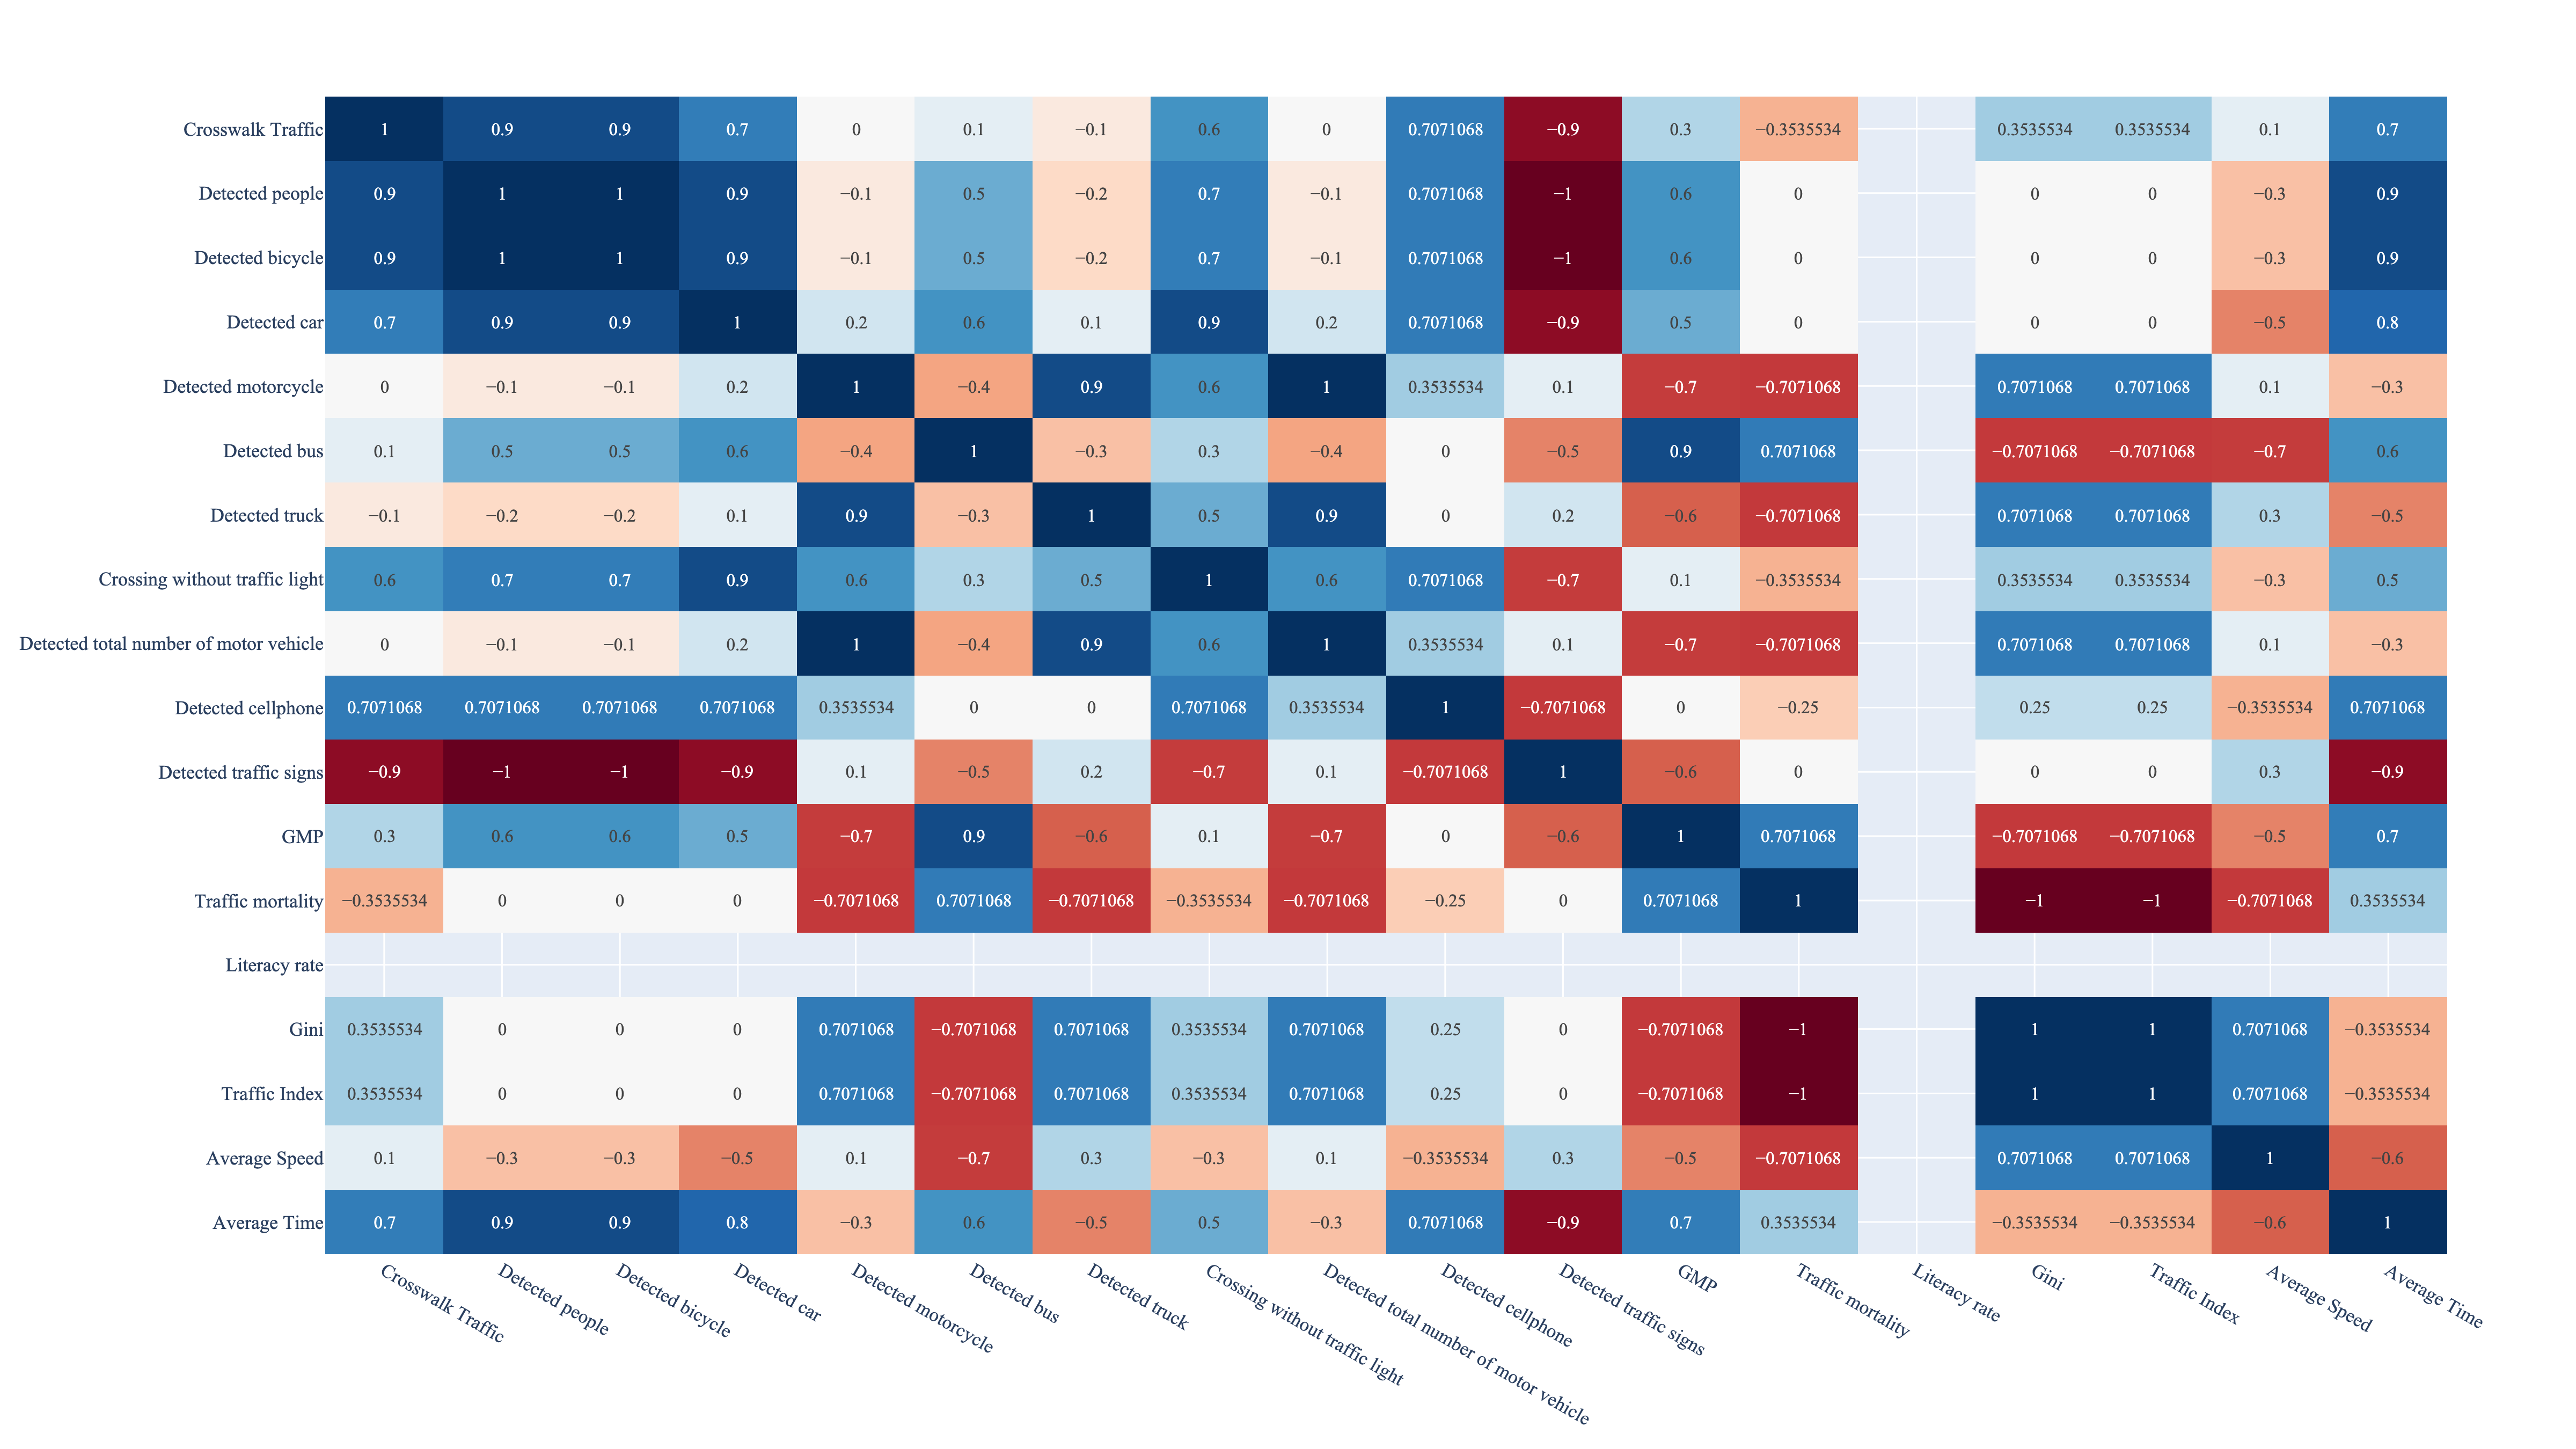 Crosswalk Traffic 1 0.9 0.9 0.7 0 0.1 −0.1 0.6 0 0.7071068 −0.9 0.3 −0.3535534 0.3535534 0.3535534 0.1 0.7
Detected people 0.9 1 1 0.9 −0.1 0.5 −0.2 0.7 −0.1 0.7071068 −1 0.6 0 0 0 −0.3 0.9
Detected bicycle 0.9 1 1 0.9 −0.1 0.5 −0.2 0.7 −0.1 0.7071068 −1 0.6 0 0 0 −0.3 0.9
Detected car 0.7 0.9 0.9 1 0.2 0.6 0.1 0.9 0.2 0.7071068 −0.9 0.5 0 0 0 −0.5 0.8
Detected motorcycle 0 −0.1 −0.1 0.2 1 −0.4 0.9 0.6 1 0.3535534 0.1 −0.7 −0.7071068 0.7071068 0.7071068 0.1 −0.3
Detected bus 0.1 0.5 0.5 0.6 −0.4 1 −0.3 0.3 −0.4 0 −0.5 0.9 0.7071068 −0.7071068 −0.7071068 −0.7 0.6
Detected truck −0.1 −0.2 −0.2 0.1 0.9 −0.3 1 0.5 0.9 0 0.2 −0.6 −0.7071068 0.7071068 0.7071068 0.3 −0.5
Crossing without traffic light 0.6 0.7 0.7 0.9 0.6 0.3 0.5 1 0.6 0.7071068 −0.7 0.1 −0.3535534 0.3535534 0.3535534 −0.3 0.5
Detected total number of motor vehicle 0 −0.1 −0.1 0.2 1 −0.4 0.9 0.6 1 0.3535534 0.1 −0.7 −0.7071068 0.7071068 0.7071068 0.1 −0.3
Detected cellphone 0.7071068 0.7071068 0.7071068 0.7071068 0.3535534 0 0 0.7071068 0.3535534 1 −0.7071068 0 −0.25 0.25 0.25 −0.3535534 0.7071068
Detected traffic signs −0.9 −1 −1 −0.9 0.1 −0.5 0.2 −0.7 0.1 −0.7071068 1 −0.6 0 0 0 0.3 −0.9
GMP 0.3 0.6 0.6 0.5 −0.7 0.9 −0.6 0.1 −0.7 0 −0.6 1 0.7071068 −0.7071068 −0.7071068 −0.5 0.7
Traffic mortality −0.3535534 0 0 0 −0.7071068 0.7071068 −0.7071068 −0.3535534 −0.7071068 −0.25 0 0.7071068 1 −1 −1 −0.7071068 0.3535534
Literacy rate
Gini 0.3535534 0 0 0 0.7071068 −0.7071068 0.7071068 0.3535534 0.7071068 0.25 0 −0.7071068 −1 1 1 0.7071068 −0.3535534
Traffic Index 0.3535534 0 0 0 0.7071068 −0.7071068 0.7071068 0.3535534 0.7071068 0.25 0 −0.7071068 −1 1 1 0.7071068 −0.3535534
Average Speed 0.1 −0.3 −0.3 −0.5 0.1 −0.7 0.3 −0.3 0.1 −0.3535534 0.3 −0.5 −0.7071068 0.7071068 0.7071068 1 −0.6
Average Time 0.7 0.9 0.9 0.8 −0.3 0.6 −0.5 0.5 −0.3 0.7071068 −0.9 0.7 0.3535534 −0.3535534 −0.3535534 −0.6 1
Crosswalk Traffic
Detected people
Detected bicycle
Detected car
Detected motorcycle
Detected bus
Detected truck
Crossing without traffic light
Detected total number of motor vehicle
Detected cellphone
Detected traffic signs
GMP
Traffic mortality
Literacy rate
Gini
Traffic Index
Average Speed
Average Time